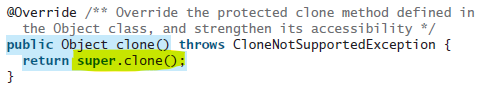 @Override /** Override the protected clone method defined in
the Object class, and strengthen its accessibility */
public Object clone() throws CloneNotSupportedException {
return super.clone();
}